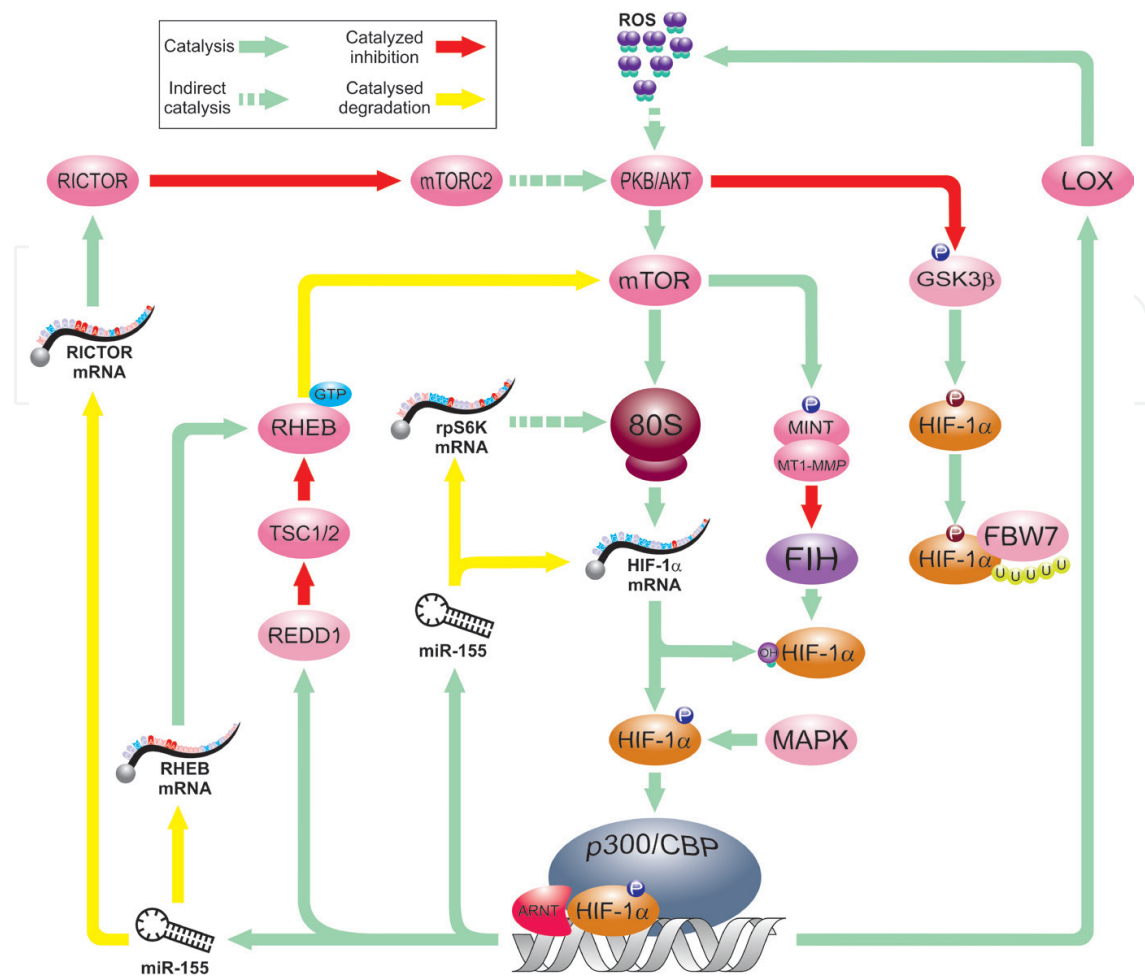 Catalysis
Catalyzed
inhibition
Indirect
catalysis
Catalysed
degradation
ROS
RICTOR
mTORC2
PKB/AKT
LOX
P
GSK3β
mTOR
RICTOR
mRNA
GTP
RHEB
rpS6K
mRNA
80S
P
MINT
MT1-MMP
P
HIF-1α
TSC1/2
HIF-1α
mRNA
FIH
P
HIF-1α
FBW7
U U U U U
REDD1
miR-155
OH
HIF-1α
P
HIF-1α
MAPK
RHEB
mRNA
p300/CBP
ARNT
HIF-1α
P
miR-155